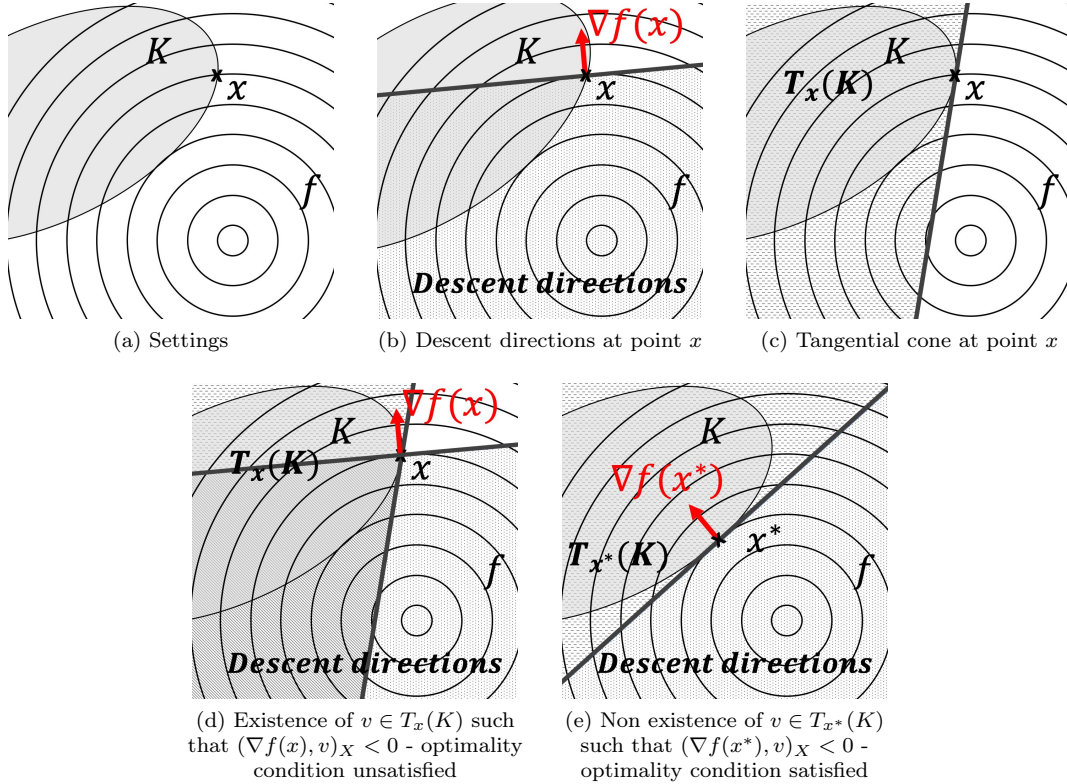 K
x
f
(a) Settings
∇f(x)
K
x
f
Descent directions
(b) Descent directions at point x
K
T_x(K)
x
f
(c) Tangential cone at point x
∇f(x)
K
T_x(K)
x
f
Descent directions
(d) Existence of v ∈ T_x(K) such
that (∇f(x), v)_X < 0 - optimality
condition unsatisfied
K
∇f(x*)
x*
T_{x*}(K)
f
Descent directions
(e) Non existence of v ∈ T_{x*}(K)
such that (∇f(x*), v)_X < 0 -
optimality condition satisfied